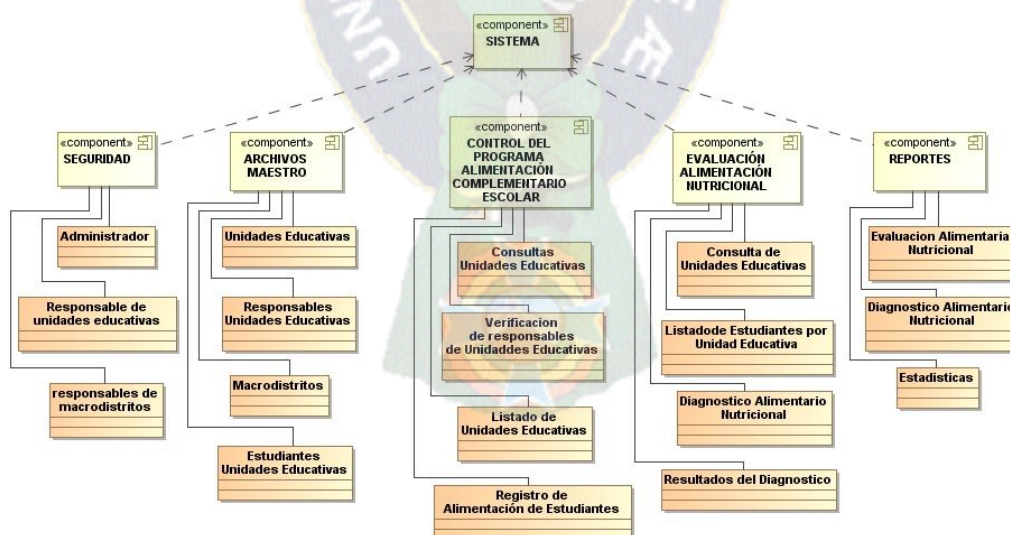 «component»
SISTEMA
«component»
SEGURIDAD
Administrador
Responsable de
unidades educativas
responsables de
macrodistritos
«component»
ARCHIVOS
MAESTRO
Unidades Educativas
Responsables
Unidades Educativas
Macrodistritos
Estudiantes
Unidades Educativas
«component»
CONTROL DEL
PROGRAMA
ALIMENTACIÓN
COMPLEMENTARIO
ESCOLAR
Consultas
Unidades Educativas
Verificacion
de responsables
de Unidaddes Educativas
Listado de
Unidades Educativas
Registro de
Alimentación de Estudiantes
«component»
EVALUACIÓN
ALIMENTACIÓN
NUTRICIONAL
Consulta de
Unidades Educativas
Listadode Estudiantes por
Unidad Educativa
Diagnostico Alimentario
Nutricional
Resultados del Diagnostico
«component»
REPORTES
Evaluacion Alimentaria
Nutricional
Diagnostico Alimentario
Nutricional
Estadisticas
UN
Æ